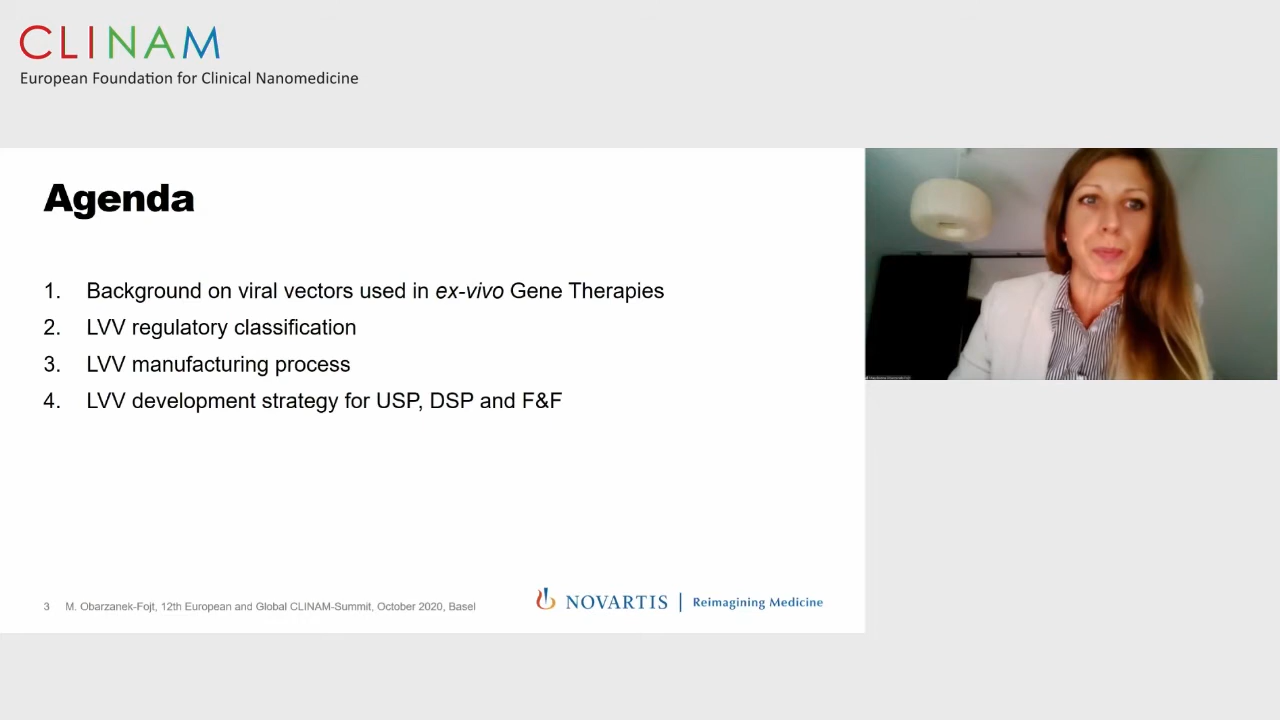 CLINAM
European Foundation for Clinical Nanomedicine
Agenda
1. Background on viral vectors used in ex-vivo Gene Therapies
2. LVV regulatory classification
3. LVV manufacturing process
4. LVV development strategy for USP, DSP and F&F
3 M. Obarzanek-Fojt, 12th European and Global CLINAM-Summit, October 2020, Basel
NOVARTIS | Reimagining Medicine